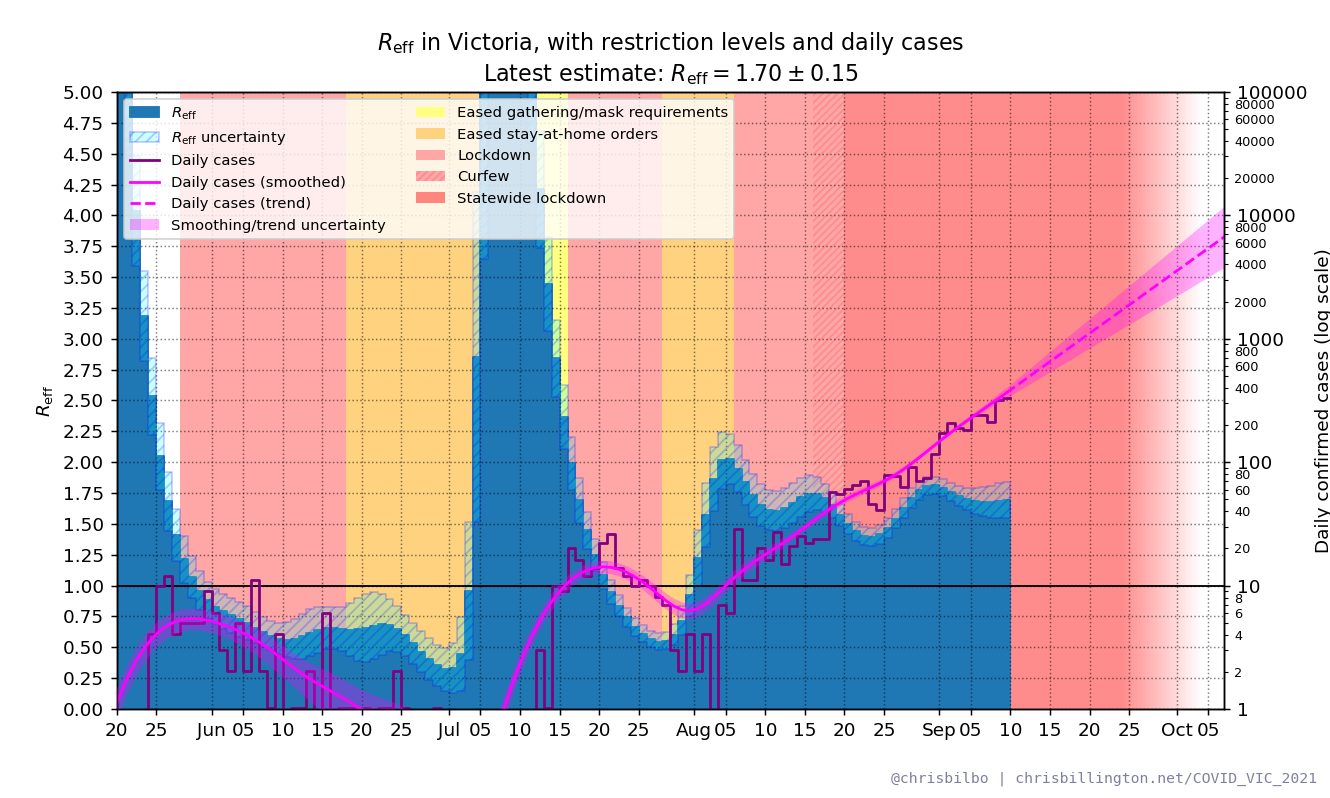 Reff in Victoria, with restriction levels and daily cases
Latest estimate: Reff = 1.70 ± 0.15
Reff
Reff uncertainty
Daily cases
Daily cases (smoothed)
Daily cases (trend)
Smoothing/trend uncertainty
Eased gathering/mask requirements
Eased stay-at-home orders
Lockdown
Curfew
Statewide lockdown
5.00
4.75
4.50
4.25
4.00
3.75
3.50
3.25
3.00
2.75
2.50
2.25
2.00
1.75
1.50
1.25
1.00
0.75
0.50
0.25
0.00
Reff
100000
80000
60000
40000
20000
10000
8000
6000
4000
2000
1000
800
600
400
200
100
80
60
40
20
10
8
6
4
2
1
Daily confirmed cases (log scale)
20 25 Jun 05 10 15 20 25 Jul 05 10 15 20 25 Aug 05 10 15 20 25 Sep 05 10 15 20 25 Oct 05
@chrisbilbo | chrisbillington.net/COVID_VIC_2021